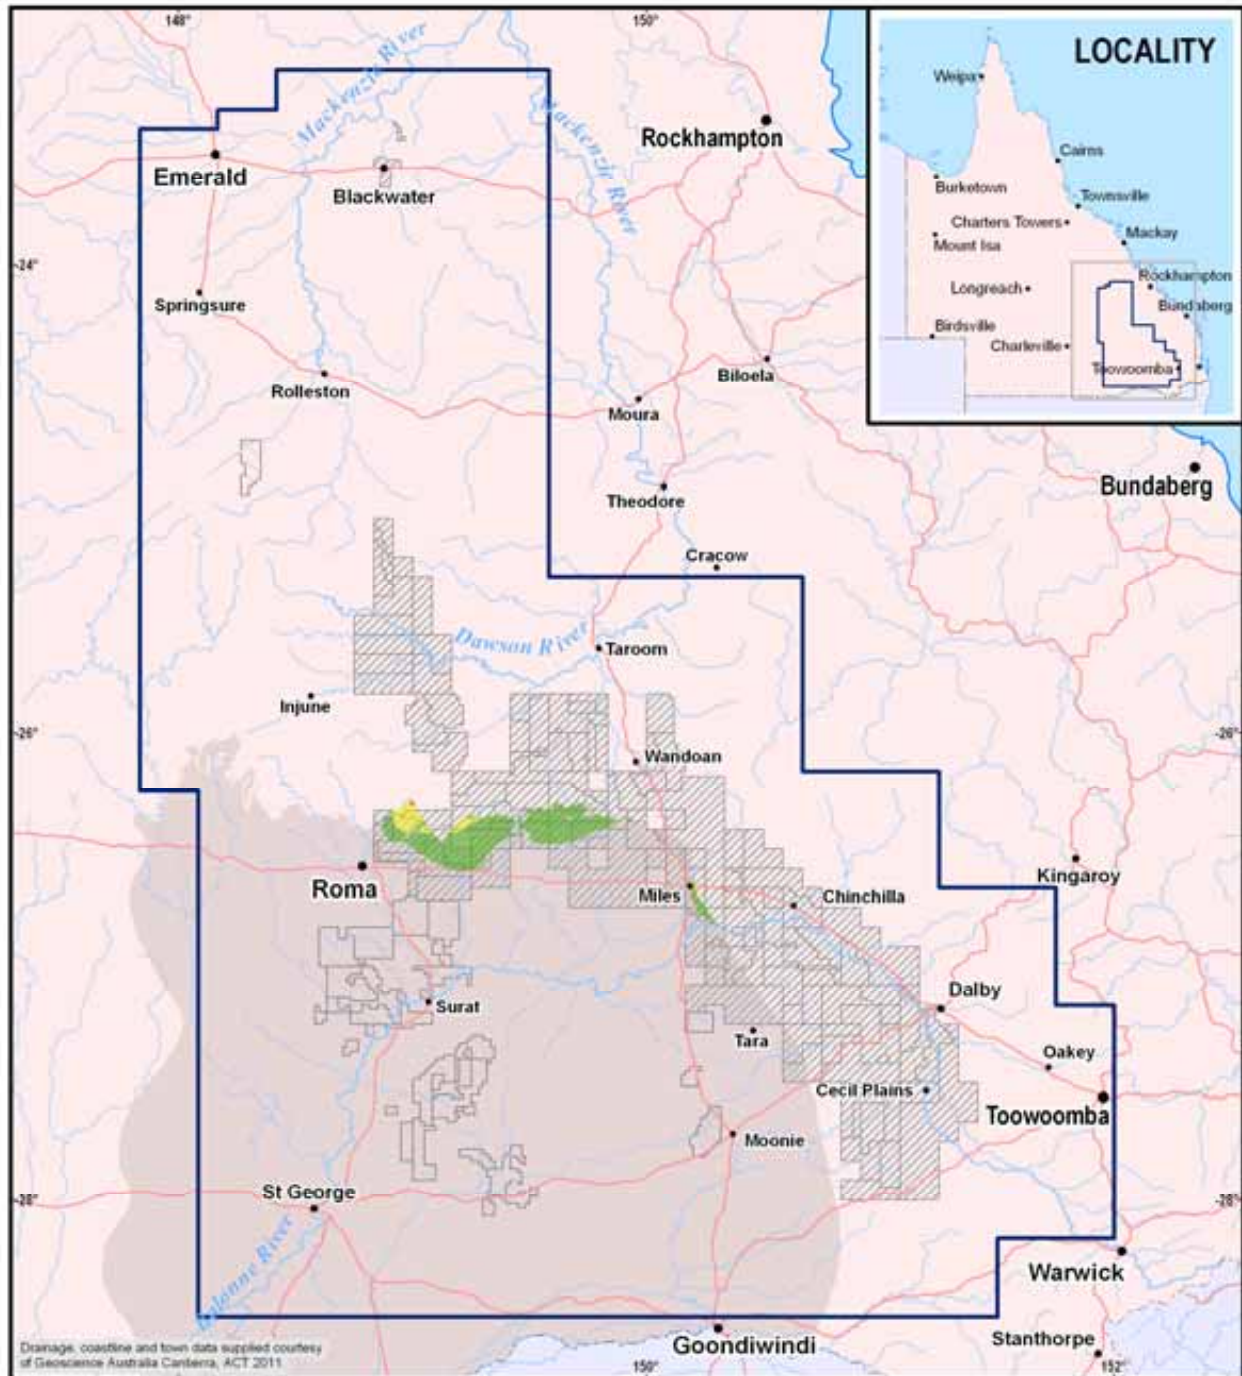 148°
150°
LOCALITY
Weipa
Cairns
Burketown
Townsville
Charters Towers
Mount Isa
Mackay
Longreach
Rockhampton
Bundaberg
Birdsville
Charleville
Toowoomba
Mackenzie River
Mackenzie River
Rockhampton
Emerald
Blackwater
-24°
Springsure
Rolleston
Biloela
Moura
Theodore
Bundaberg
Cracow
Dawson River
Taroom
Injune
-26°
-26°
Wandoan
Roma
Miles
Chinchilla
Kingaroy
Surat
Dalby
Tara
Oakey
Cecil Plains
Toowoomba
Moonie
St George
-28°
-28°
Balonne River
Warwick
Goondiwindi
Stanthorpe
Drainage, coastline and town data supplied courtesy
of Geoscience Australia Canberra, ACT 2011
150°
152°